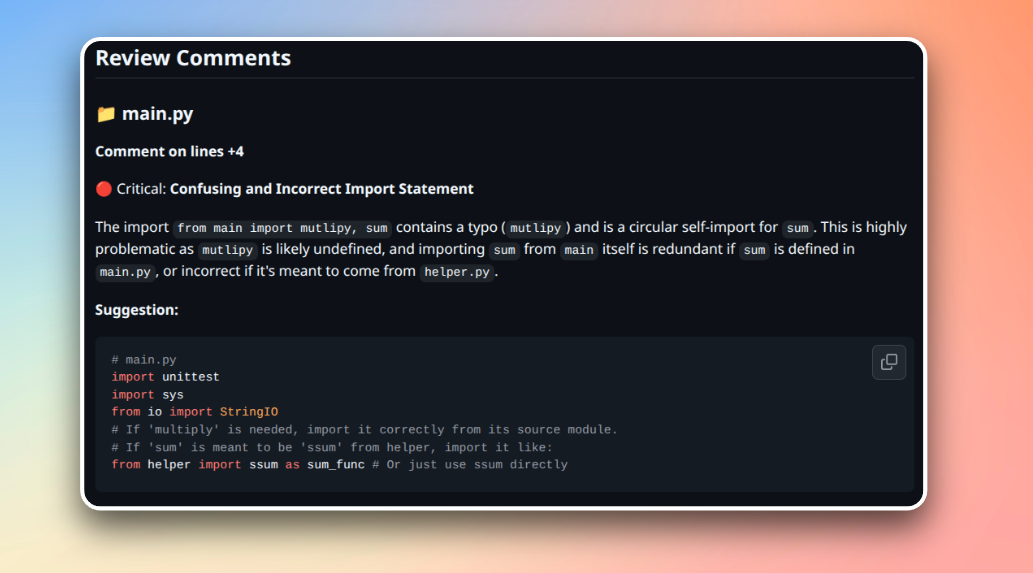 Review Comments
main.py
Comment on lines +4
Critical: Confusing and Incorrect Import Statement
The import from main import mutlipy, sum contains a typo (mutlipy) and is a circular self-import for sum. This is highly
problematic as mutlipy is likely undefined, and importing sum from main itself is redundant if sum is defined in
main.py, or incorrect if it's meant to come from helper.py.
Suggestion:
# main.py
import unittest
import sys
from io import StringIO
# If 'multiply' is needed, import it correctly from its source module.
# If 'sum' is meant to be 'ssum' from helper, import it like:
from helper import ssum as sum_func # Or just use ssum directly